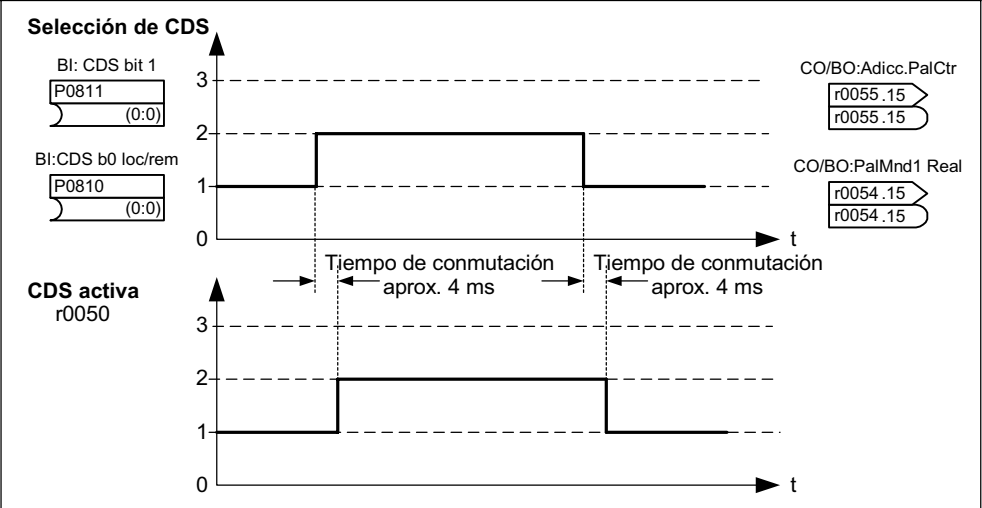 Selección de CDS
BI: CDS bit 1
P0811
(0:0)
BI:CDS b0 loc/rem
P0810
(0:0)
3
2
1
0
t
CO/BO:Adicc.PalCtr
r0055.15
r0055.15
CO/BO:PalMnd1 Real
r0054.15
r0054.15
Tiempo de conmutación
aprox. 4 ms
Tiempo de conmutación
aprox. 4 ms
CDS activa
r0050
3
2
1
0
t